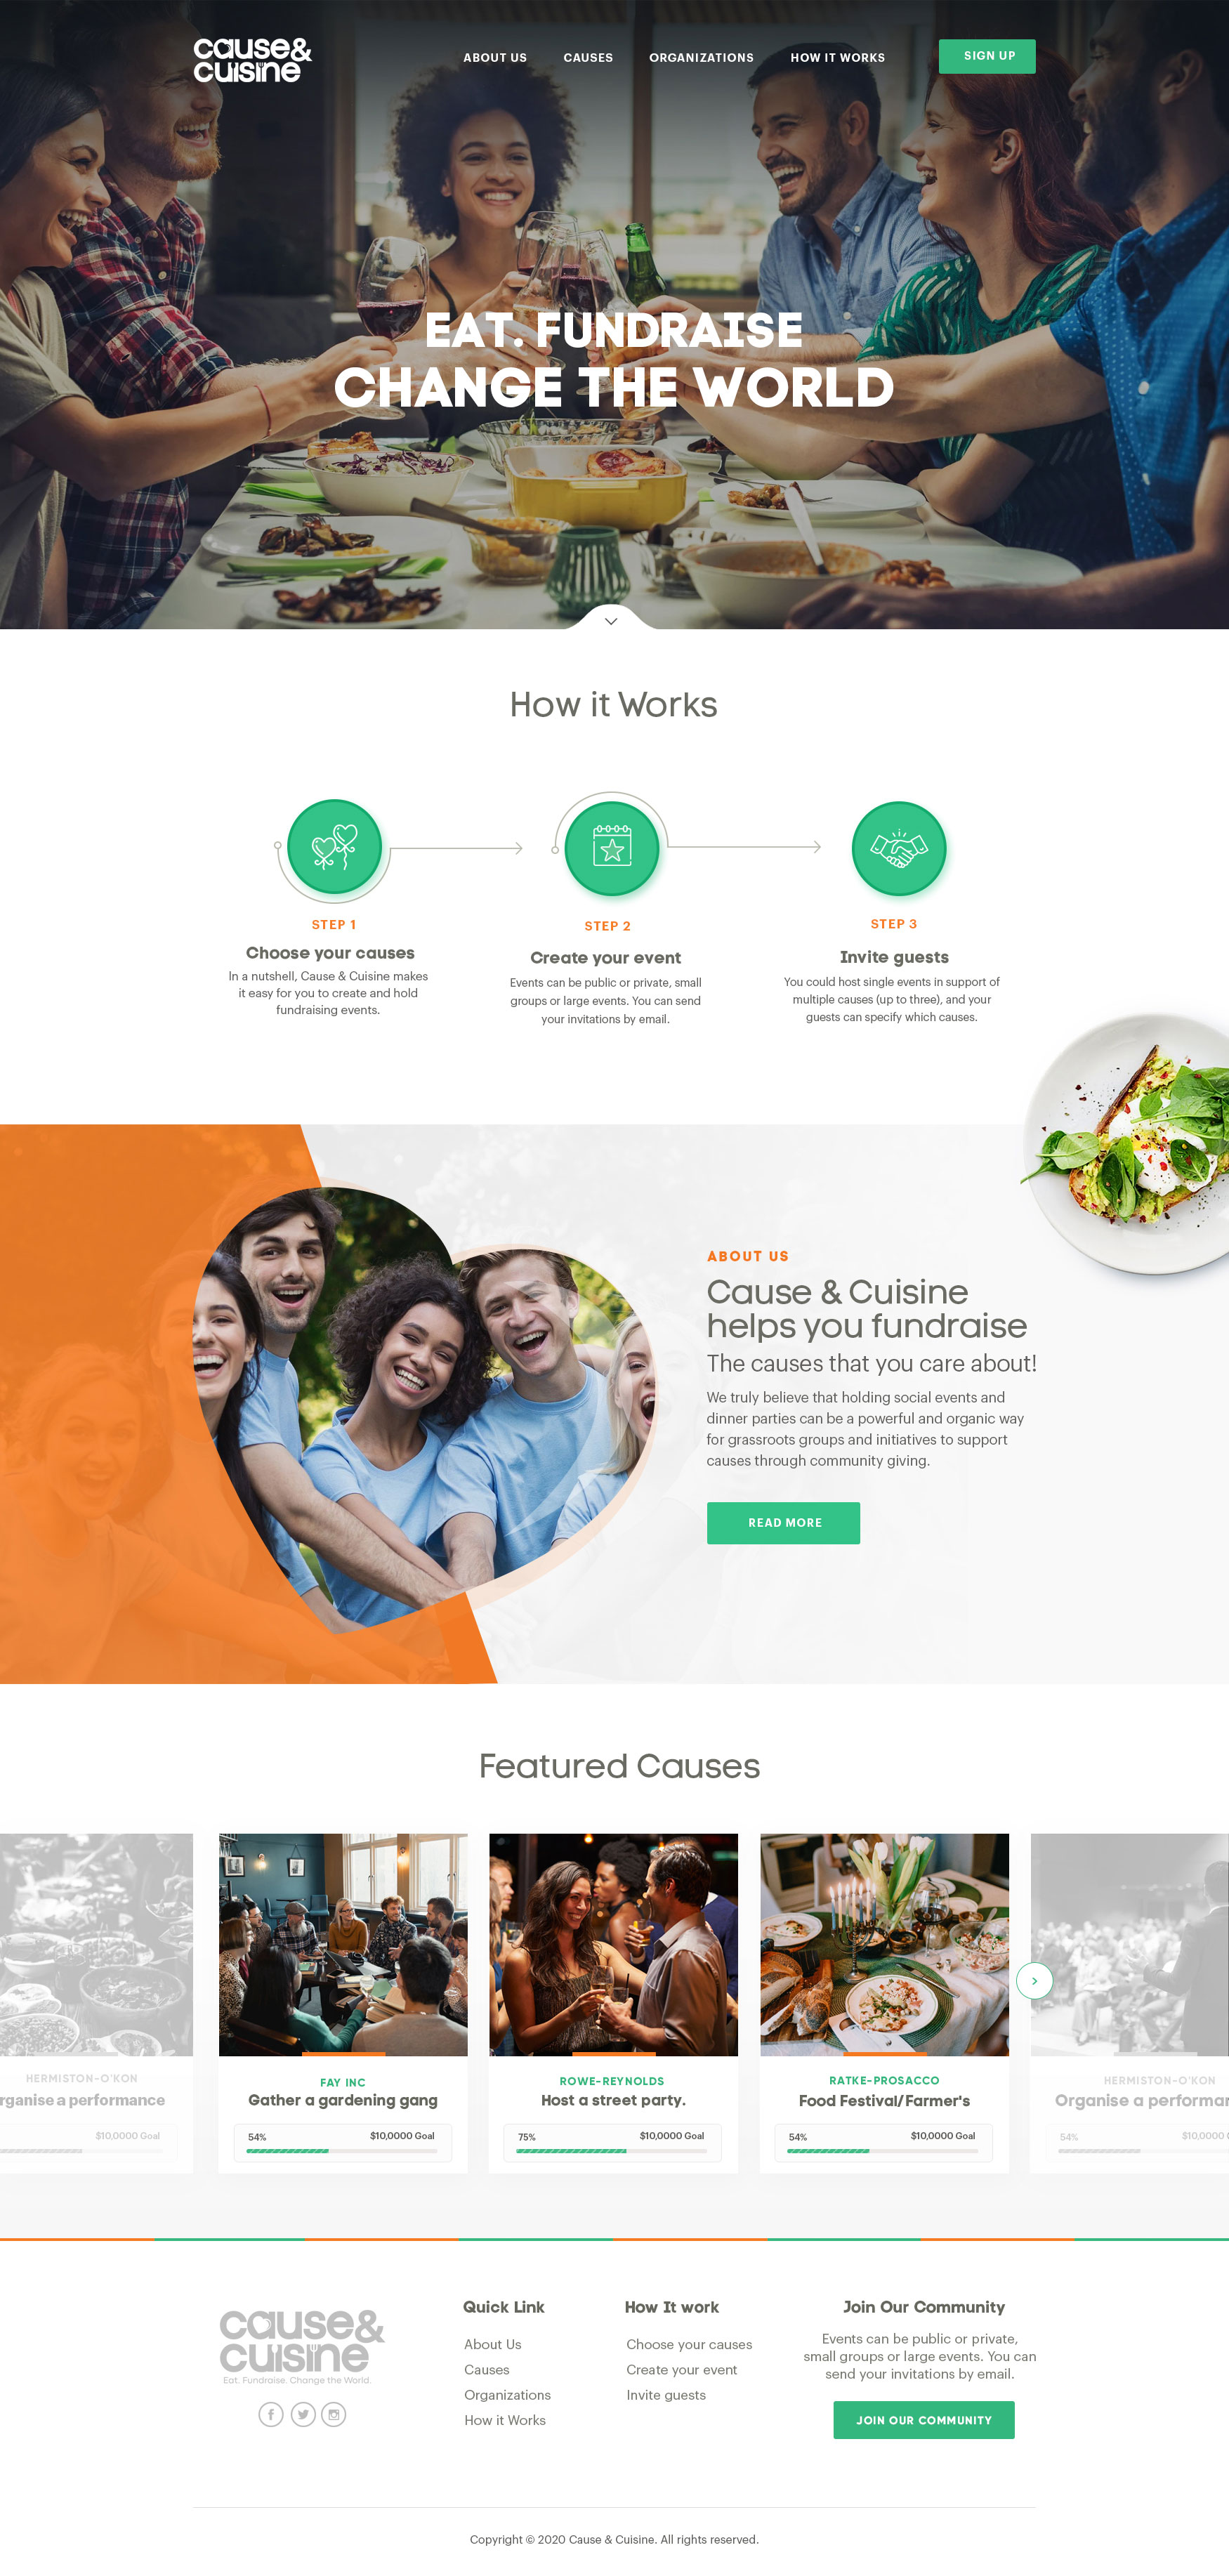 cause&
cuisine
ABOUT US
CAUSES
ORGANIZATIONS
HOW IT WORKS
SIGN UP
EAT. FUNDRAISE
CHANGE THE WORLD
How it Works
STEP 1
Choose your causes
In a nutshell, Cause & Cuisine makes
it easy for you to create and hold
fundraising events.
STEP 2
Create your event
Events can be public or private, small
groups or large events. You can send
your invitations by email.
STEP 3
Invite guests
You could host single events in support of
multiple causes (up to three), and your
guests can specify which causes.
ABOUT US
Cause & Cuisine
helps you fundraise
The causes that you care about!
We truly believe that holding social events and
dinner parties can be a powerful and organic way
for grassroots groups and initiatives to support
causes through community giving.
READ MORE
Featured Causes
HERMISTON-O'KON
rganise a performance
$10,0000 Goal
FAY INC
Gather a gardening gang
54%
$10,0000 Goal
ROWE-REYNOLDS
Host a street party.
75%
$10,0000 Goal
RATKE-PROSACCO
Food Festival/Farmer's
54%
$10,0000 Goal
HERMISTON-O'KON
Organise a performan
54%
$10,0000
cause&
cuisine
Eat. Fundraise. Change the World.
Quick Link
About Us
Causes
Organizations
How it Works
How It work
Choose your causes
Create your event
Invite guests
Join Our Community
Events can be public or private,
small groups or large events. You can
send your invitations by email.
JOIN OUR COMMUNITY
Copyright © 2020 Cause & Cuisine. All rights reserved.